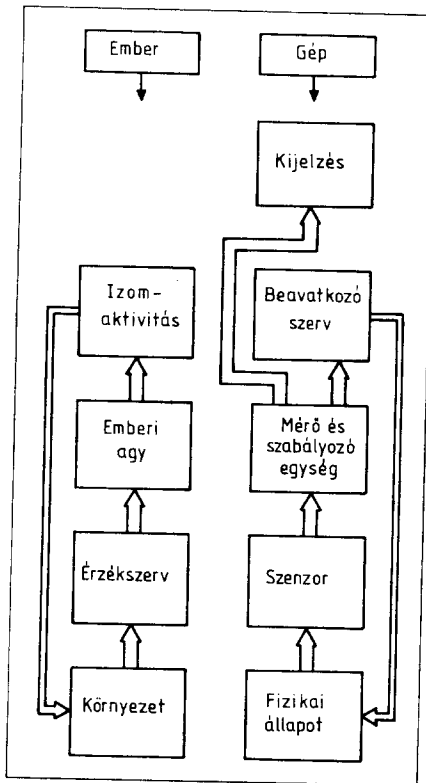 Ember
Gép
Kijelzés
Izom-
aktivitás
Beavatkozó
szerv
Emberi
agy
Mérő és
szabályozó
egység
Érzékszerv
Szenzor
Környezet
Fizikai
állapot